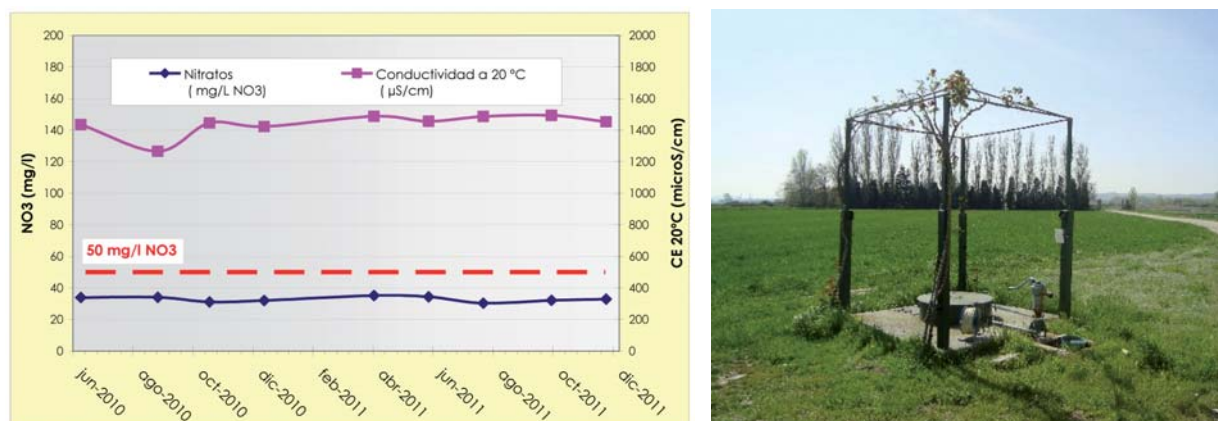 200
180
160
140
120
100
80
60
40
20
0
NO3 (mg/l)
Nitratos
( mg/L NO3)
Conductividad a 20 ºC
( µS/cm)
50 mg/l NO3
2000
1800
1600
1400
1200
1000
800
600
400
200
0
CE 20ºC (microS/cm)
jun-2010
ago-2010
oct-2010
dic-2010
feb-2011
abr-2011
jun-2011
ago-2011
oct-2011
dic-2011